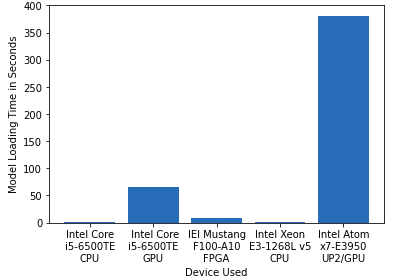 Model Loading Time in Seconds
400
350
300
250
200
150
100
50
0
Intel Core
i5-6500TE
CPU
Intel Core
i5-6500TE
GPU
IEI Mustang
F100-A10
FPGA
Intel Xeon
E3-1268L v5
CPU
Intel Atom
x7-E3950
UP2/GPU
Device Used